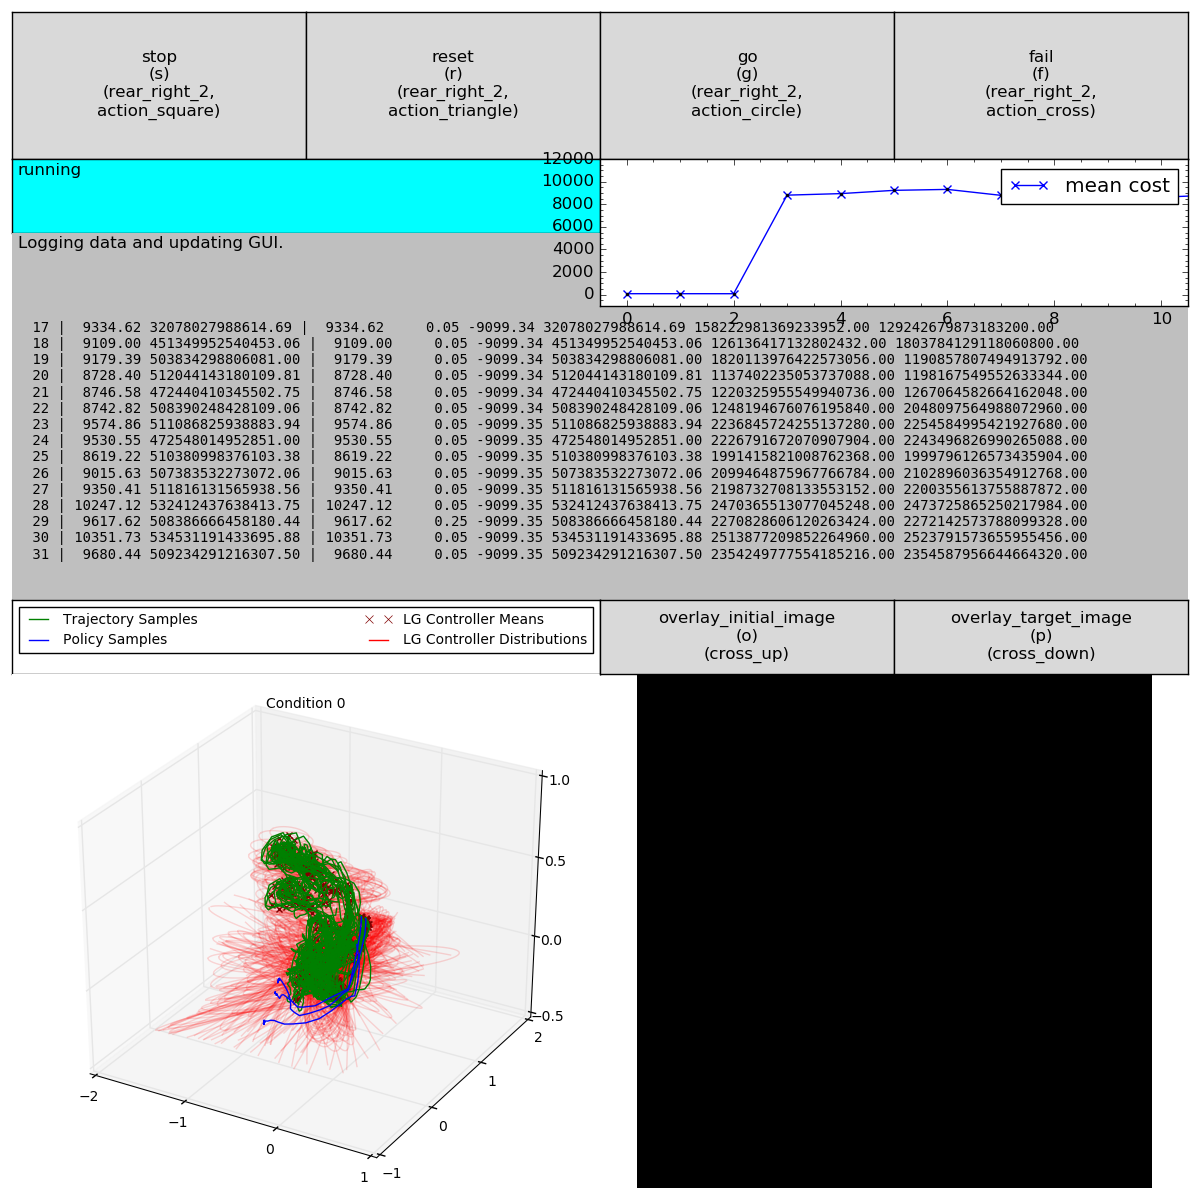 stop
(s)
(rear_right_2,
action_square)
reset
(r)
(rear_right_2,
action_triangle)
go
(g)
(rear_right_2,
action_circle)
fail
(f)
(rear_right_2,
action_cross)
running
Logging data and updating GUI.
12000
10000
8000
6000
4000
2000
0
mean cost
0 2 4 6 8 10
17 | 9334.62 32078027988614.69 | 9334.62 0.05 -9099.34 32078027988614.69 158222981369233952.00 129242679873183200.00
18 | 9109.00 451349952540453.06 | 9109.00 0.05 -9099.34 451349952540453.06 126136417132802432.00 1803784129118060800.00
19 | 9179.39 503834298806081.00 | 9179.39 0.05 -9099.34 503834298806081.00 1820113976422573056.00 1190858780749491​3792.00
20 | 8728.40 512044143180109.81 | 8728.40 0.05 -9099.34 512044143180109.81 11374022350537370​88.00 11981675495526333​44.00
21 | 8746.58 472440410345502.75 | 8746.58 0.05 -9099.34 472440410345502.75 1220325955549940736.00 1267064582664162048.00
22 | 8742.82 508390248428109.06 | 8742.82 0.05 -9099.34 508390248428109.06 1248194676076195840.00 2048097564988072960.00
23 | 9574.86 511086825938883.94 | 9574.86 0.05 -9099.35 511086825938883.94 2236845724255137280.00 2254584995421927680.00
24 | 9530.55 472548014952851.00 | 9530.55 0.05 -9099.35 472548014952851.00 2226791672070907904.00 2243496826990265088.00
25 | 8619.22 510380998376103.38 | 8619.22 0.05 -9099.35 510380998376103.38 1991415821008762368.00 1999796126573435904.00
26 | 9015.63 507383532273072.06 | 9015.63 0.05 -9099.35 507383532273072.06 2099464875967766784.00 2102896036354912768.00
27 | 9350.41 511816131565938.56 | 9350.41 0.05 -9099.35 511816131565938.56 2198732708133553152.00 2200355613755887872.00
28 | 10247.12 532412437638413.75 | 10247.12 0.05 -9099.35 532412437638413.75 2470365513077045248.00 2473725865250217984.00
29 | 9617.62 508386666458180.44 | 9617.62 0.25 -9099.35 508386666458180.44 2270828606120263424.00 2272142573788099328.00
30 | 10351.73 534531191433695.88 | 10351.73 0.05 -9099.35 534531191433695.88 2513877809852264960.00 2523791573655955456.00
31 | 9680.44 509234291216307.50 | 9680.44 0.05 -9099.35 509234291216307.50 2354249777554185216.00 2354587956644664320.00
Trajectory Samples
Policy Samples
LG Controller Means
LG Controller Distributions
overlay_initial_image
(o)
(cross_up)
overlay_target_image
(p)
(cross_down)
Condition 0
1.0
0.5
0.0
−0.5
2
1
0
−1
−2
−1
0
1